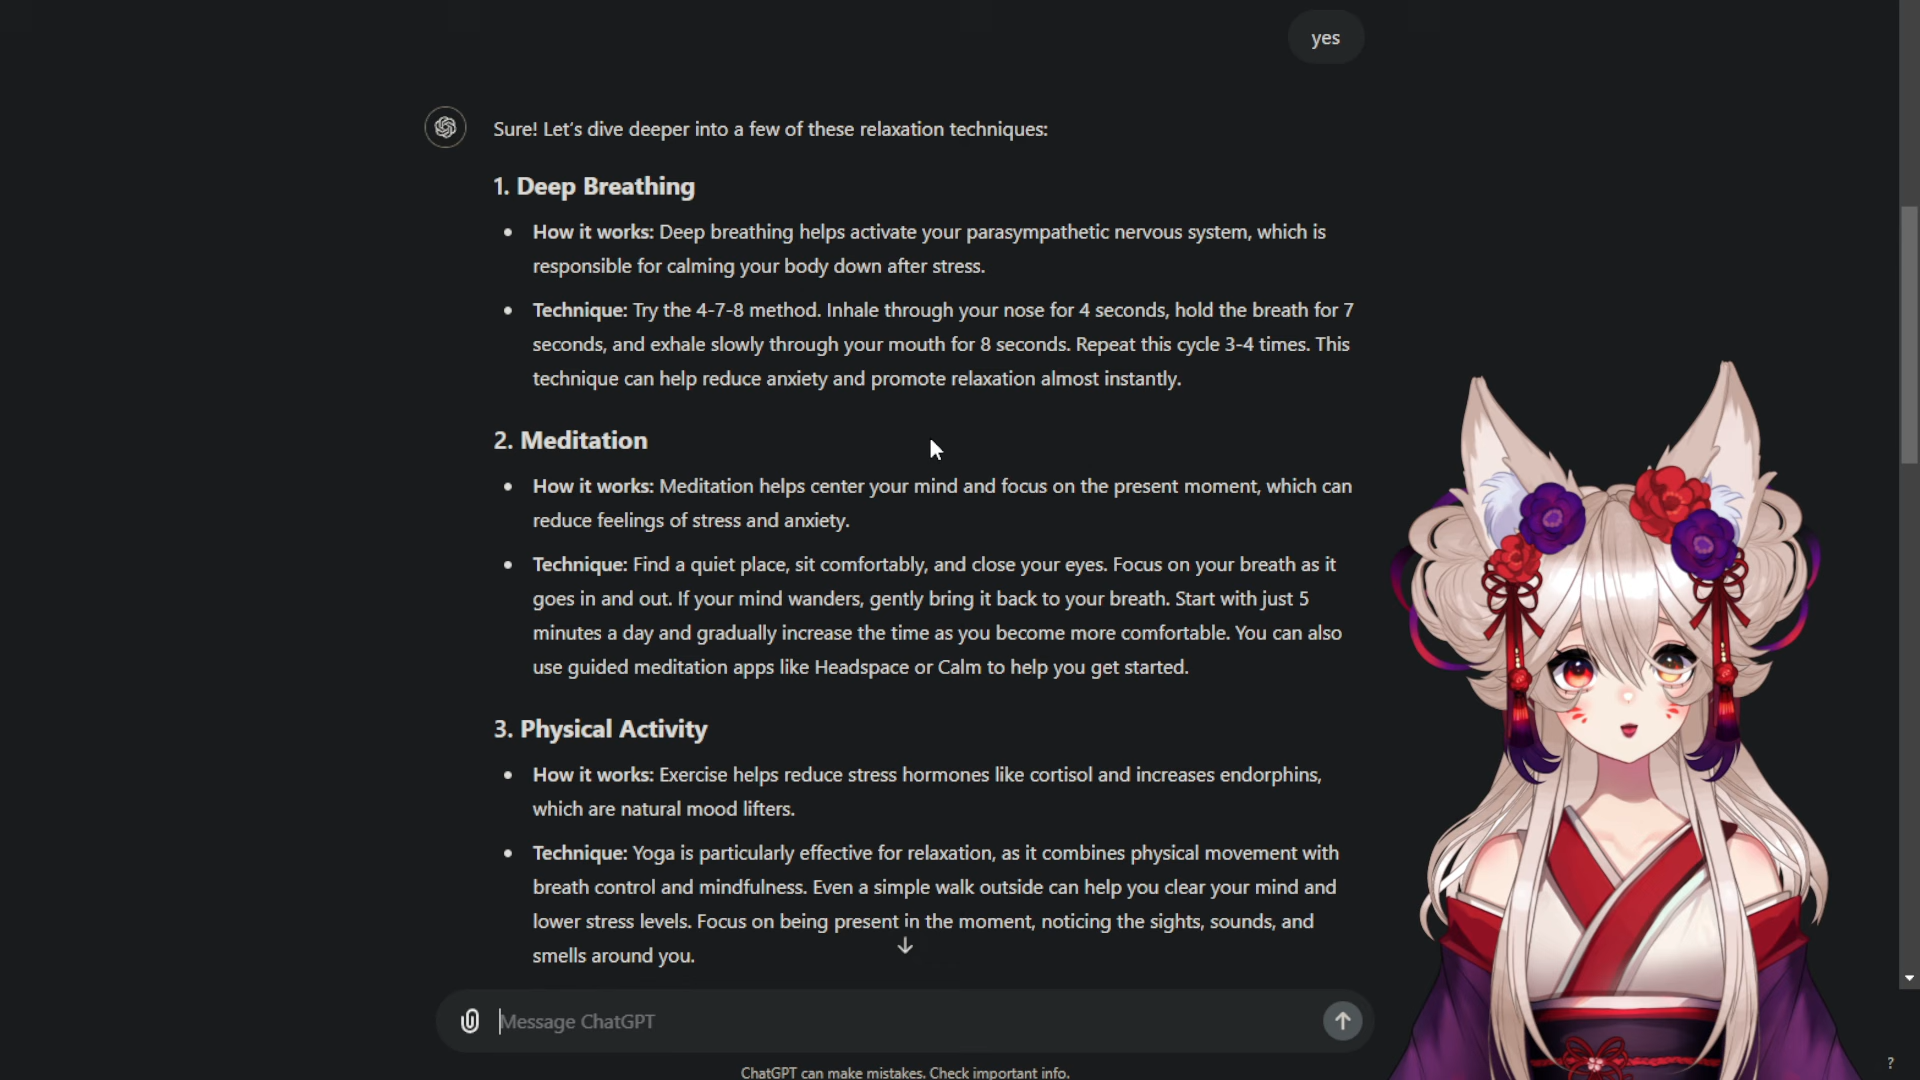 yes
Sure! Let's dive deeper into a few of these relaxation techniques:
1. Deep Breathing
• How it works: Deep breathing helps activate your parasympathetic nervous system, which is
responsible for calming your body down after stress.
• Technique: Try the 4-7-8 method. Inhale through your nose for 4 seconds, hold the breath for 7
seconds, and exhale slowly through your mouth for 8 seconds. Repeat this cycle 3-4 times. This
technique can help reduce anxiety and promote relaxation almost instantly.
2. Meditation
• How it works: Meditation helps center your mind and focus on the present moment, which can
reduce feelings of stress and anxiety.
• Technique: Find a quiet place, sit comfortably, and close your eyes. Focus on your breath as it
goes in and out. If your mind wanders, gently bring it back to your breath. Start with just 5
minutes a day and gradually increase the time as you become more comfortable. You can also
use guided meditation apps like Headspace or Calm to help you get started.
3. Physical Activity
• How it works: Exercise helps reduce stress hormones like cortisol and increases endorphins,
which are natural mood lifters.
• Technique: Yoga is particularly effective for relaxation, as it combines physical movement with
breath control and mindfulness. Even a simple walk outside can help you clear your mind and
lower stress levels. Focus on being present in the moment, noticing the sights, sounds, and
smells around you.
Message ChatGPT
ChatGPT can make mistakes. Check important info.
?